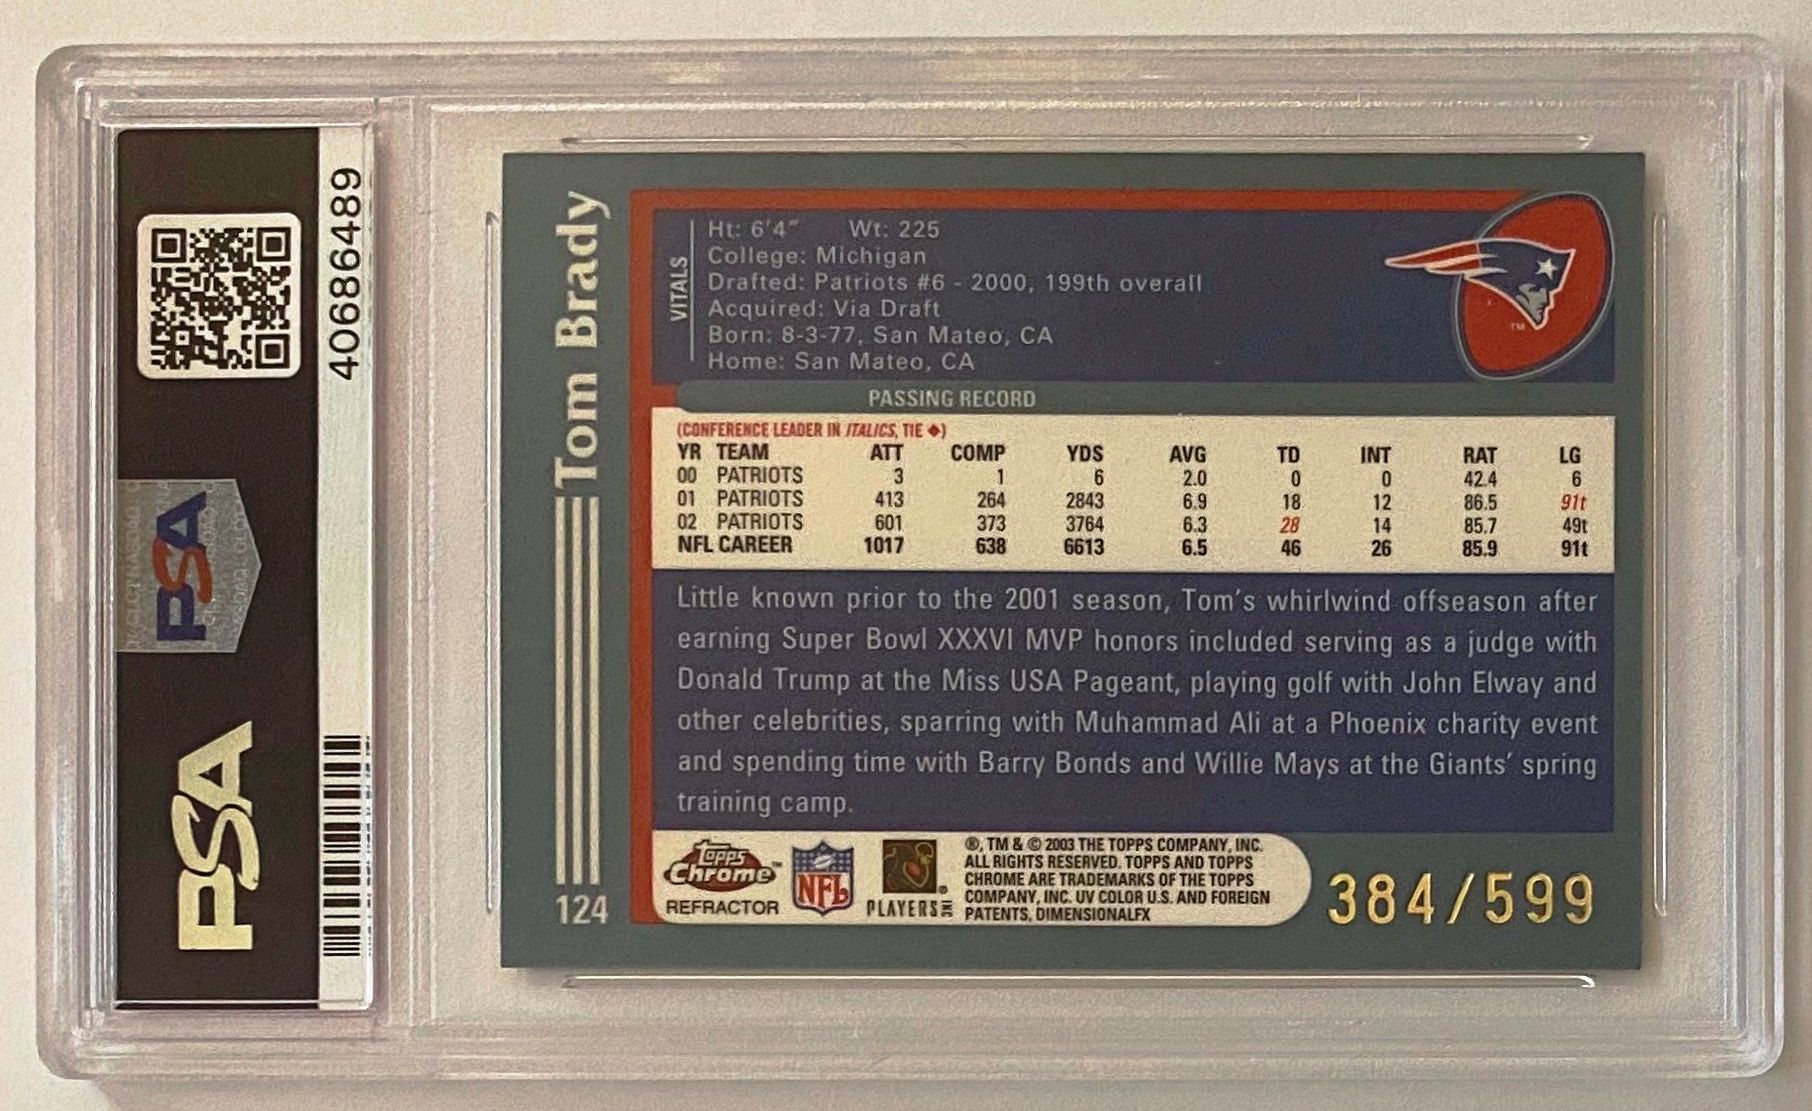 40686489
PSA
PSA
Tom Brady
124
VITALS
Ht: 6'4" Wt: 225
College: Michigan
Drafted: Patriots #6 - 2000, 199th overall
Acquired: Via Draft
Born: 8-3-77, San Mateo, CA
Home: San Mateo, CA
TM
PASSING RECORD
(CONFERENCE LEADER IN ITALICS, TIE ◆)
YR TEAM ATT COMP YDS AVG TD INT RAT LG
00 PATRIOTS 3 1 6 2.0 0 0 42.4 6
01 PATRIOTS 413 264 2843 6.9 18 12 86.5 91t
02 PATRIOTS 601 373 3764 6.3 28 14 85.7 49t
NFL CAREER 1017 638 6613 6.5 46 26 85.9 91t
Little known prior to the 2001 season, Tom's whirlwind offseason after
earning Super Bowl XXXVI MVP honors included serving as a judge with
Donald Trump at the Miss USA Pageant, playing golf with John Elway and
other celebrities, sparring with Muhammad Ali at a Phoenix charity event
and spending time with Barry Bonds and Willie Mays at the Giants' spring
training camp.
Topps
Chrome™
REFRACTOR
NFL
PLAYERS INC
®, TM & © 2003 THE TOPPS COMPANY, INC.
ALL RIGHTS RESERVED. TOPPS AND TOPPS
CHROME ARE TRADEMARKS OF THE TOPPS
COMPANY, INC. UV COLOR U.S. AND FOREIGN
PATENTS, DIMENSIONALFX
384/599